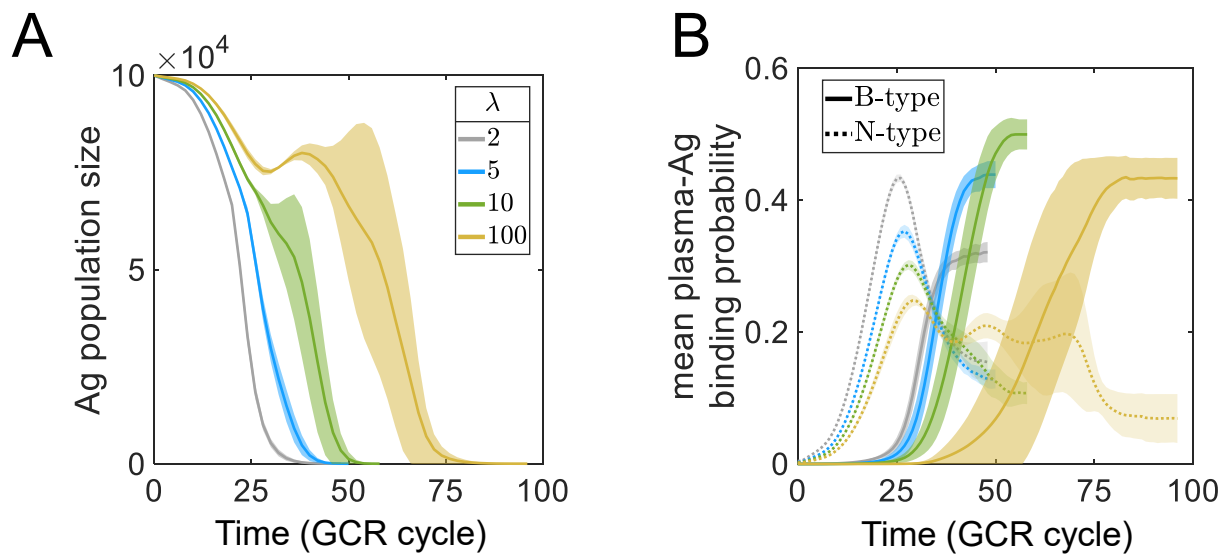 A
×10⁴
10
5
0
0 25 50 75 100
Ag population size
Time (GCR cycle)
λ
2
5
10
100
B
0.6
0.4
0.2
0
0 25 50 75 100
mean plasma-Ag
binding probability
Time (GCR cycle)
B-type
N-type